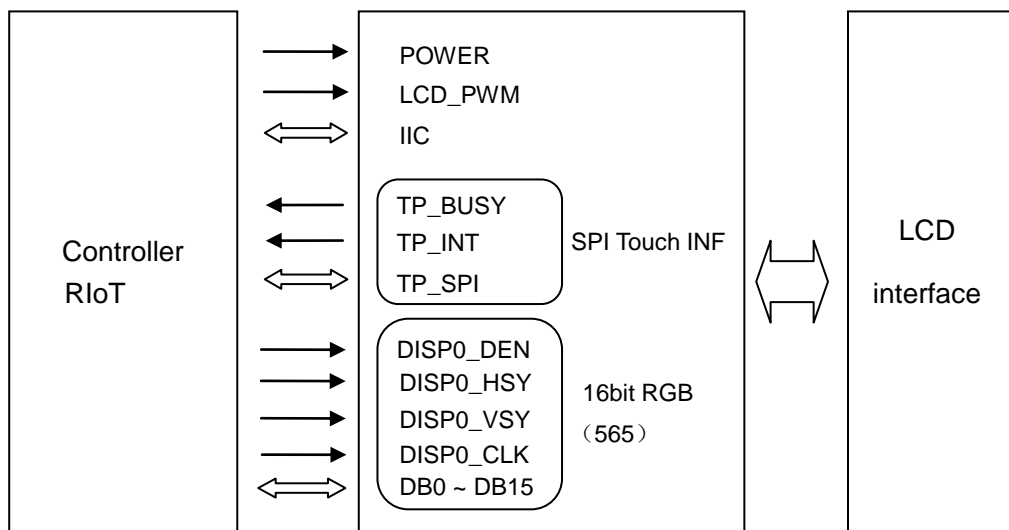 POWER
LCD_PWM
IIC
TP_BUSY
TP_INT
TP_SPI
SPI Touch INF
Controller
RIoT
LCD
interface
DISP0_DEN
DISP0_HSY
DISP0_VSY
DISP0_CLK
DB0 ~ DB15
16bit RGB
（565）